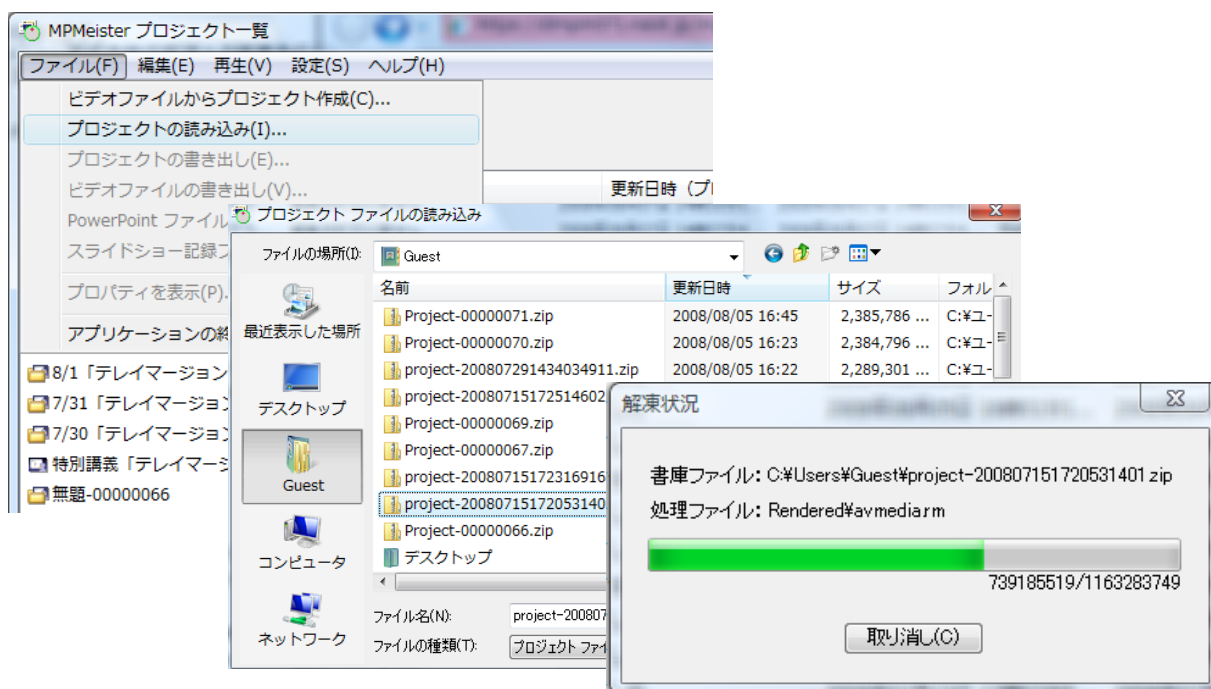 MPMeister プロジェクト一覧
ファイル(F) 編集(E) 再生(V) 設定(S) ヘルプ(H)
ビデオファイルからプロジェクト作成(C)...
プロジェクトの読み込み(I)...
プロジェクトの書き出し(E)...
ビデオファイルの書き出し(V)...
更新日時（プ
PowerPoint ファイル
スライドショー記録
プロパティを表示(P).
アプリケーションの
8/1「テレイマージョン
7/31「テレイマージョ
7/30「テレイマージョン
特別講義「テレイマー
無題-00000066
プロジェクト ファイルの読み込み
ファイルの場所(I): Guest
名前 更新日時 サイズ フォル
最近表示した場所
デスクトップ
Guest
コンピュータ
ネットワーク
Project-00000071.zip 2008/08/05 16:45 2,385,786 ... C:¥ユー
Project-00000070.zip 2008/08/05 16:23 2,384,796 ... C:¥ユー
project-200807291434034911.zip 2008/08/05 16:22 2,289,301 ... C:¥ユー
project-20080715172514602
Project-00000069.zip
Project-00000067.zip
project-20080715172316916
project-20080715172053140
Project-00000066.zip
デスクトップ
ファイル名(N): project-200807
ファイルの種類(T): プロジェクト ファイ
解凍状況
書庫ファイル: C:¥Users¥Guest¥project-200807151720531401.zip
処理ファイル: Rendered¥avmedia.rm
739185519/1163283749
取り消し(C)